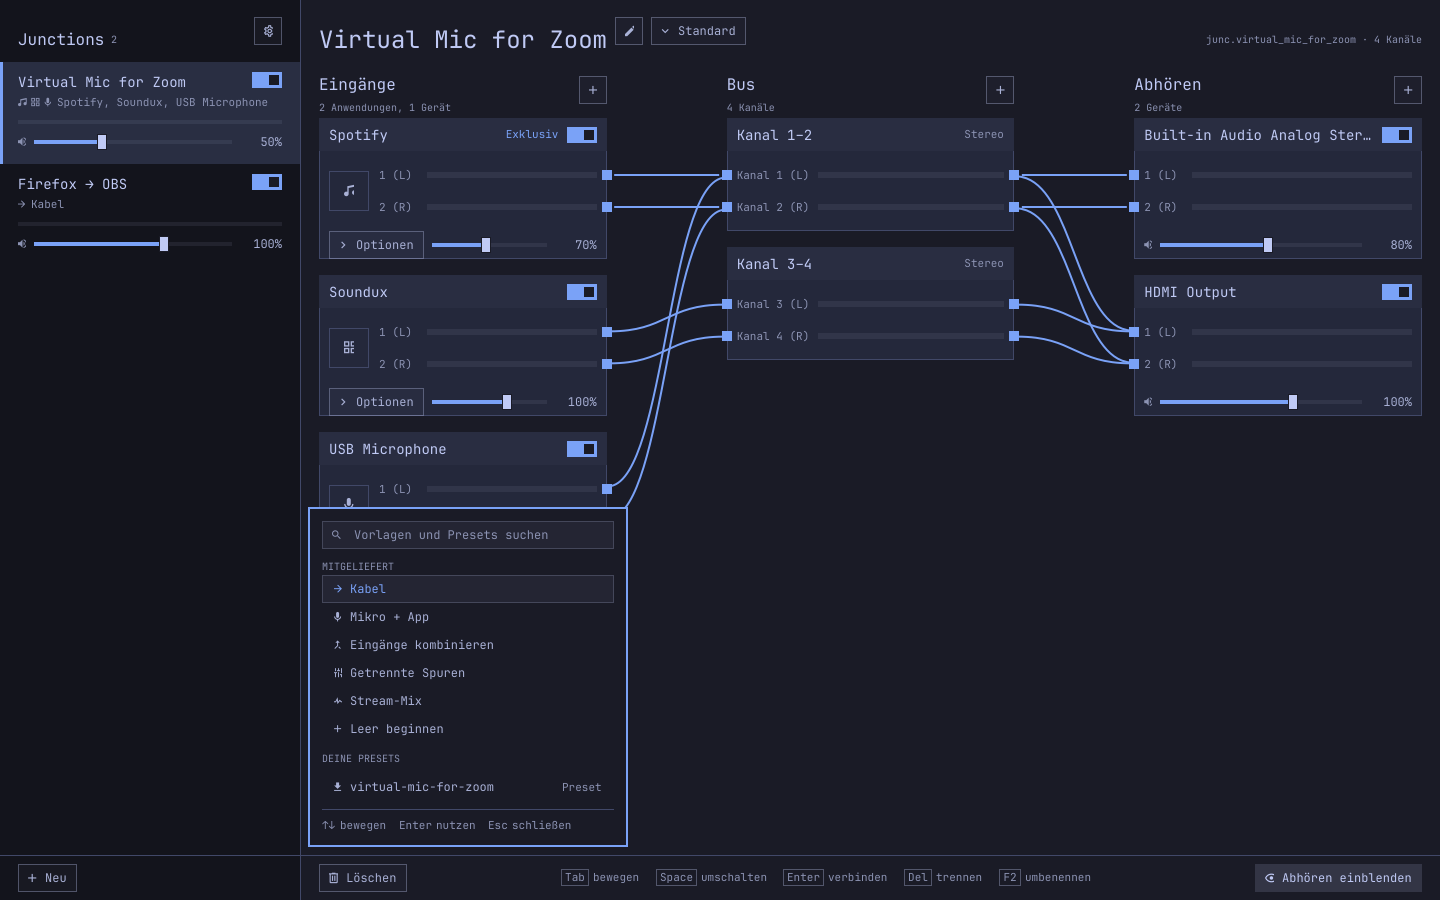 Junctions 2
Virtual Mic for Zoom
Spotify, Soundux, USB Microphone
50%
Firefox → OBS
→ Kabel
100%
+ Neu
Virtual Mic for Zoom
Standard
junc.virtual_mic_for_zoom · 4 Kanäle
Eingänge
2 Anwendungen, 1 Gerät
Spotify Exklusiv
1 (L)
2 (R)
Optionen 70%
Soundux
1 (L)
2 (R)
Optionen 100%
USB Microphone
1 (L)
Bus
4 Kanäle
Kanal 1–2 Stereo
Kanal 1 (L)
Kanal 2 (R)
Kanal 3–4 Stereo
Kanal 3 (L)
Kanal 4 (R)
Abhören
2 Geräte
Built-in Audio Analog Ster…
1 (L)
2 (R)
80%
HDMI Output
1 (L)
2 (R)
100%
Vorlagen und Presets suchen
MITGELIEFERT
→ Kabel
Mikro + App
Eingänge kombinieren
Getrennte Spuren
Stream-Mix
+ Leer beginnen
DEINE PRESETS
virtual-mic-for-zoom Preset
↑↓ bewegen Enter nutzen Esc schließen
Löschen
Tab bewegen Space umschalten Enter verbinden Del trennen F2 umbenennen
Abhören einblenden